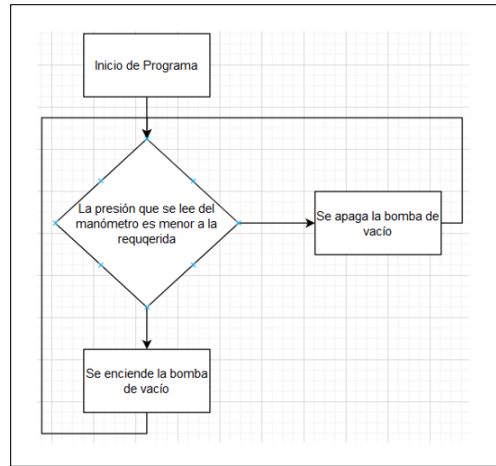 Inicio de Programa
La presión que se lee del
manómetro es menor a la
requqerida
Se apaga la bomba de
vacío
Se enciende la bomba
de vacío